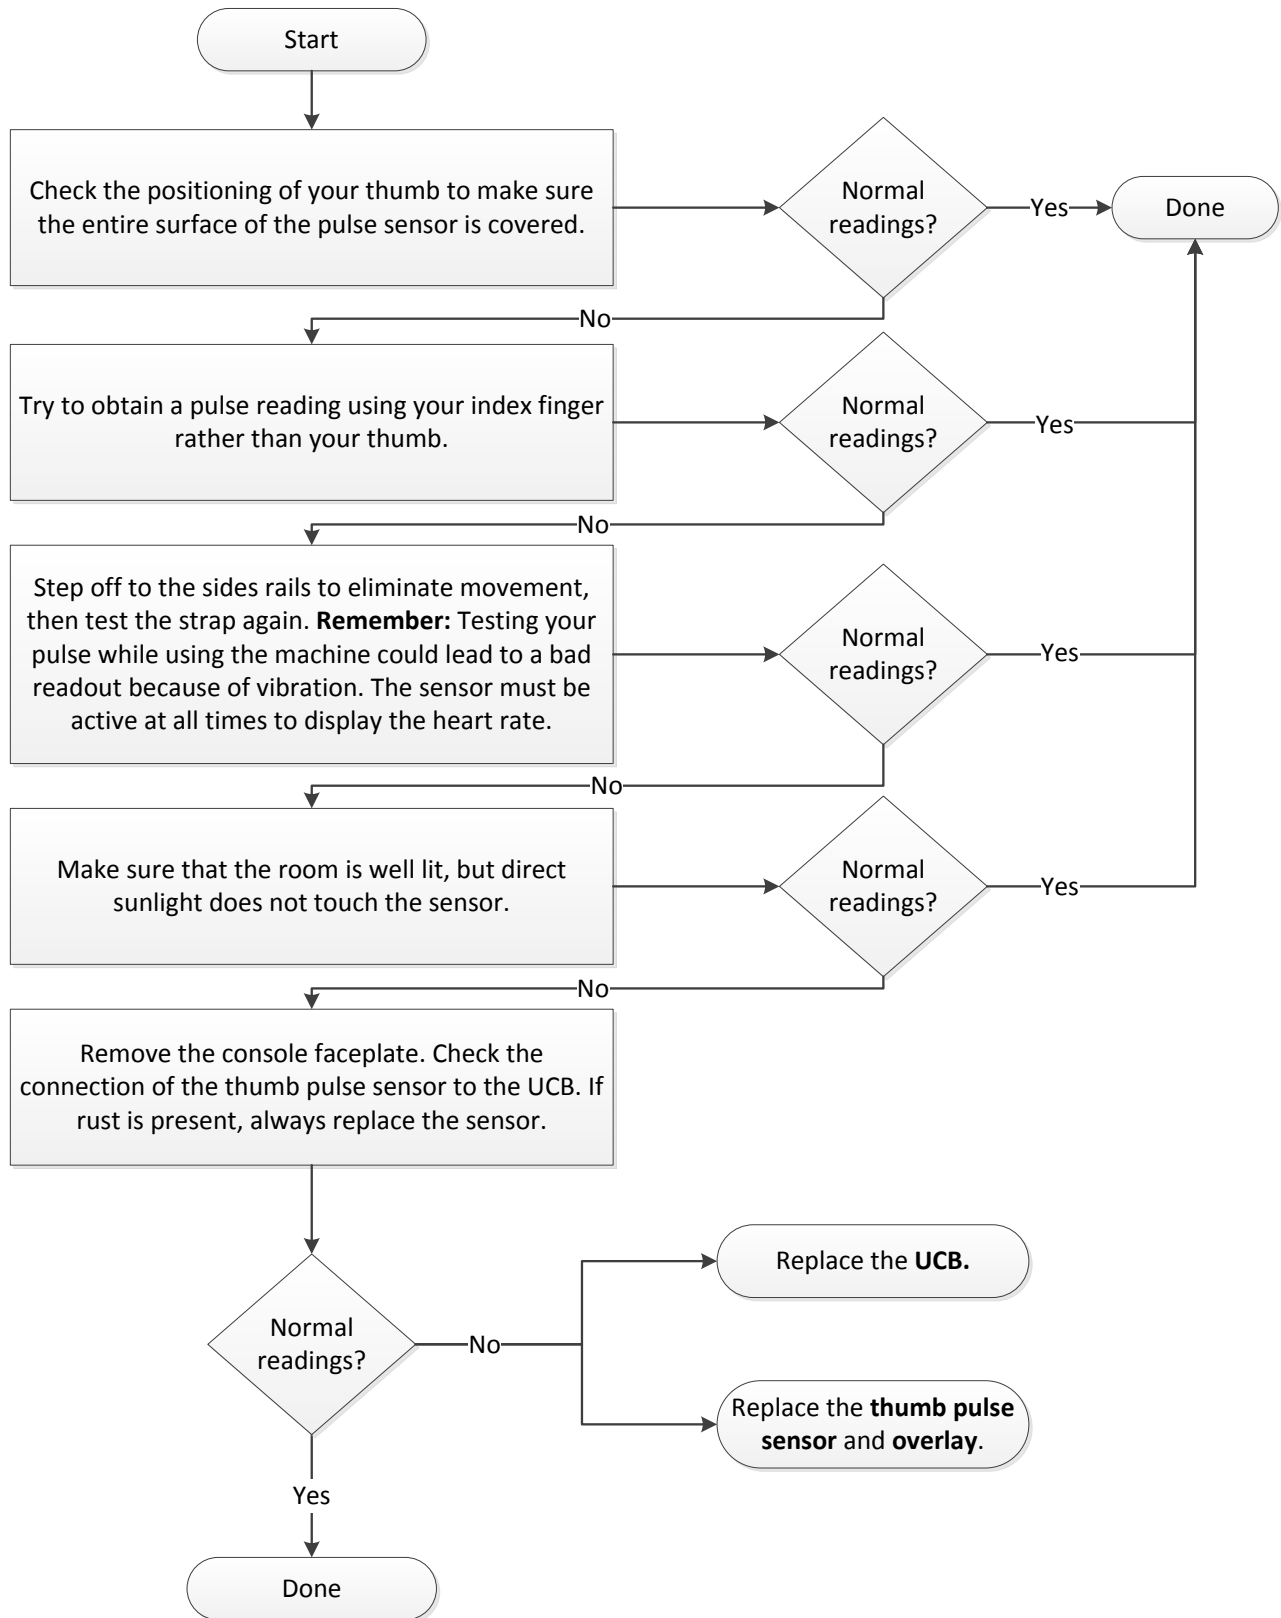 Start
Check the positioning of your thumb to make sure
the entire surface of the pulse sensor is covered.
Normal
readings?
Yes
Done
No
Try to obtain a pulse reading using your index finger
rather than your thumb.
Normal
readings?
Yes
No
Step off to the sides rails to eliminate movement,
then test the strap again. Remember: Testing your
pulse while using the machine could lead to a bad
readout because of vibration. The sensor must be
active at all times to display the heart rate.
Normal
readings?
Yes
No
Make sure that the room is well lit, but direct
sunlight does not touch the sensor.
Normal
readings?
Yes
No
Remove the console faceplate. Check the
connection of the thumb pulse sensor to the UCB. If
rust is present, always replace the sensor.
Normal
readings?
No
Replace the UCB.
Replace the thumb pulse
sensor and overlay.
Yes
Done